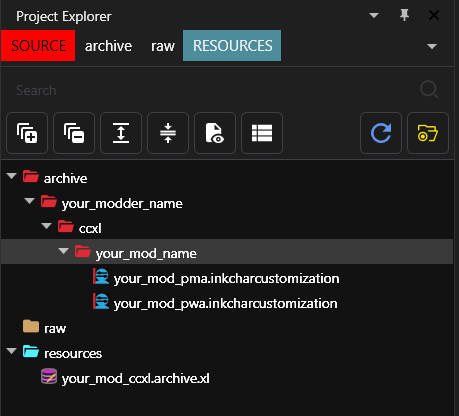 Project Explorer
SOURCE archive raw RESOURCES
Search
archive
your_modder_name
ccxl
your_mod_name
your_mod_pma.inkcharcustomization
your_mod_pwa.inkcharcustomization
raw
resources
your_mod_ccxl.archive.xl